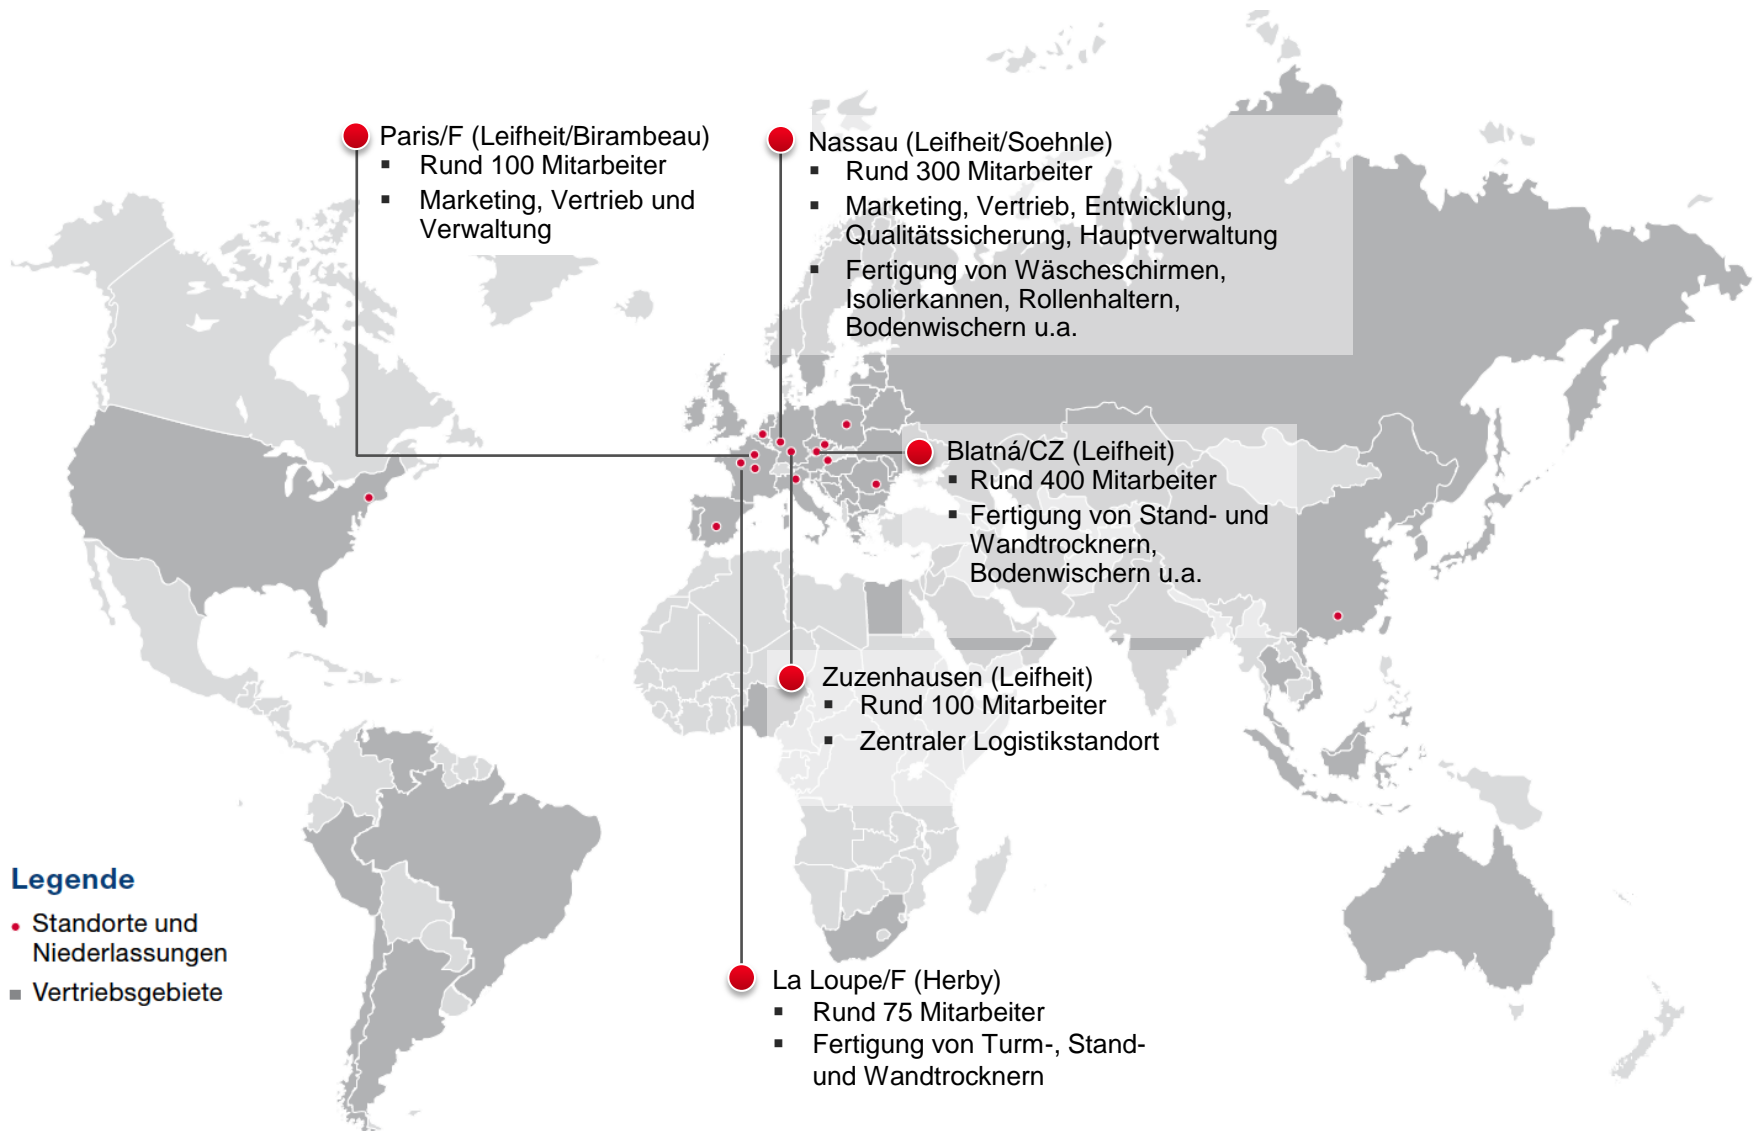 Paris/F (Leifheit/Birambeau)
▪ Rund 100 Mitarbeiter
▪ Marketing, Vertrieb und
Verwaltung
Nassau (Leifheit/Soehnle)
▪ Rund 300 Mitarbeiter
▪ Marketing, Vertrieb, Entwicklung,
Qualitätssicherung, Hauptverwaltung
▪ Fertigung von Wäscheschirmen,
Isolierkannen, Rollenhaltern,
Bodenwischern u.a.
Blatná/CZ (Leifheit)
▪ Rund 400 Mitarbeiter
▪ Fertigung von Stand- und
Wandtrocknern,
Bodenwischern u.a.
Zuzenhausen (Leifheit)
▪ Rund 100 Mitarbeiter
▪ Zentraler Logistikstandort
La Loupe/F (Herby)
▪ Rund 75 Mitarbeiter
▪ Fertigung von Turm-, Stand-
und Wandtrocknern
Legende
Standorte und
Niederlassungen
Vertriebsgebiete